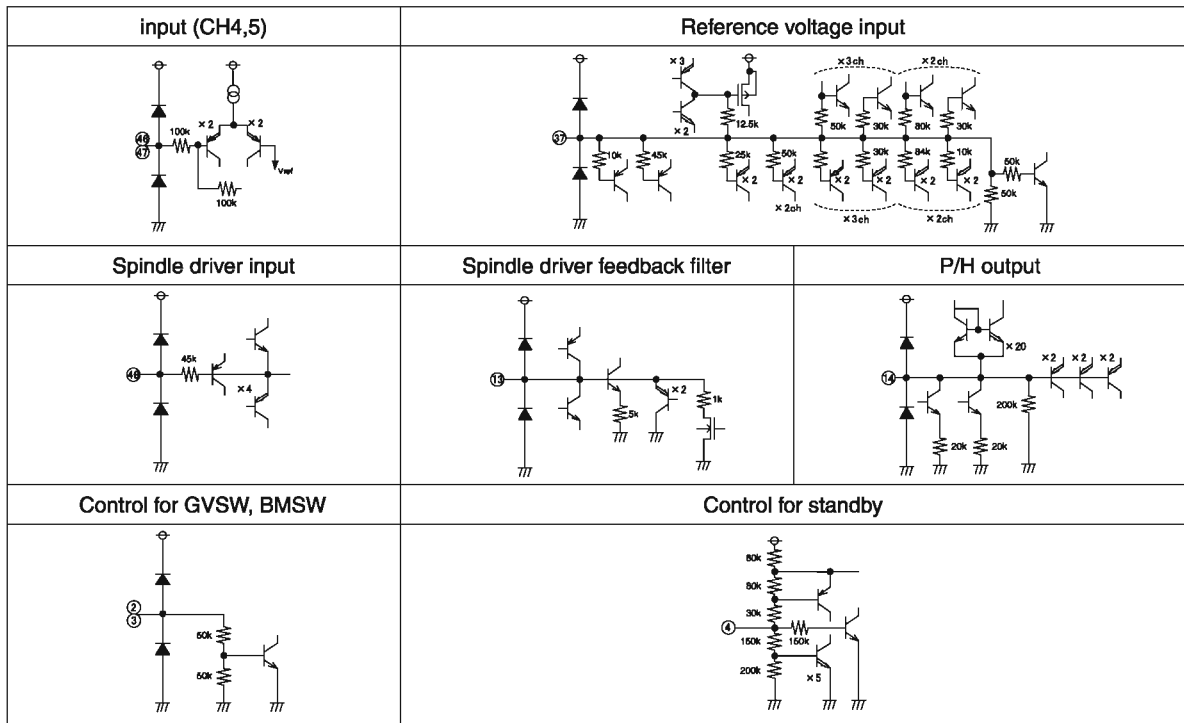 input (CH4,5)
Reference voltage input
46
47
100k
× 2
× 2
Vref
100k
37
× 3
× 2
12.5k
× 3ch
× 2ch
50k
30k
80k
30k
10k
45k
25k
50k
30k
84k
10k
× 2
× 2
× 2
× 2
× 2
× 2
× 2ch
× 3ch
× 2ch
50k
50k
Spindle driver input
Spindle driver feedback filter
P/H output
45k
× 4
13
× 2
5k
1k
14
× 20
× 2
× 2
× 2
200k
20k
20k
Control for GVSW, BMSW
Control for standby
2
3
50k
50k
4
80k
80k
30k
150k
150k
200k
× 5